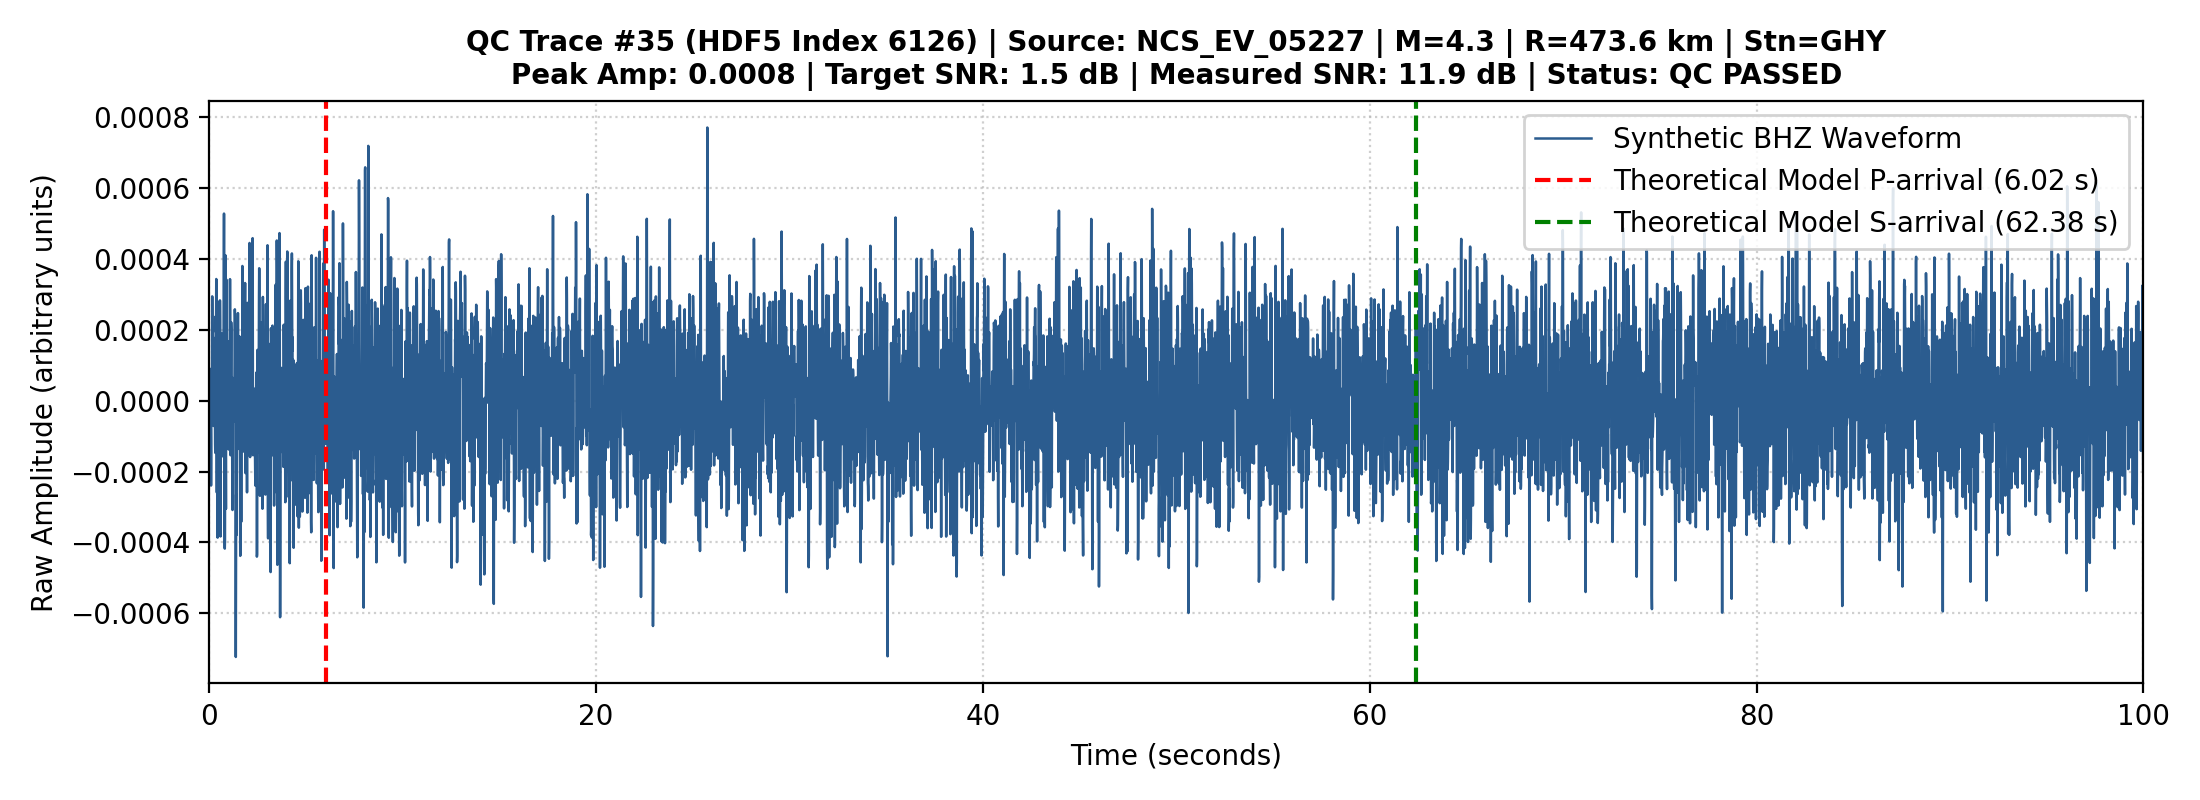 QC Trace #35 (HDF5 Index 6126) | Source: NCS_EV_05227 | M=4.3 | R=473.6 km | Stn=GHY
Peak Amp: 0.0008 | Target SNR: 1.5 dB | Measured SNR: 11.9 dB | Status: QC PASSED
Synthetic BHZ Waveform
Theoretical Model P-arrival (6.02 s)
Theoretical Model S-arrival (62.38 s)
Raw Amplitude (arbitrary units)
0.0008
0.0006
0.0004
0.0002
0.0000
−0.0002
−0.0004
−0.0006
0 20 40 60 80 100
Time (seconds)